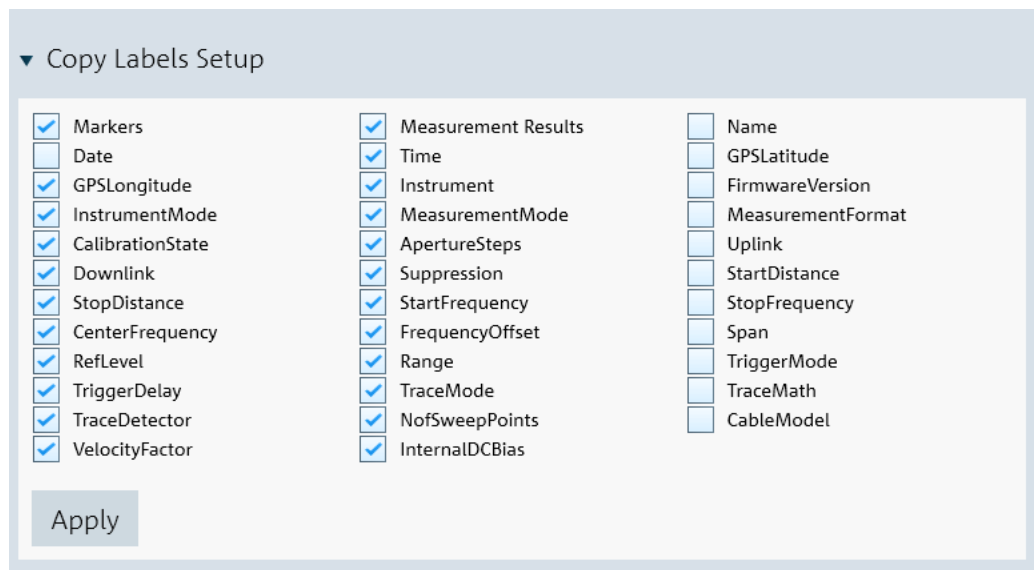 Copy Labels Setup
Markers Measurement Results Name
Date Time GPSLatitude
GPSLongitude Instrument FirmwareVersion
InstrumentMode MeasurementMode MeasurementFormat
CalibrationState ApertureSteps Uplink
Downlink Suppression StartDistance
StopDistance StartFrequency StopFrequency
CenterFrequency FrequencyOffset Span
RefLevel Range TriggerMode
TriggerDelay TraceMode TraceMath
TraceDetector NofSweepPoints CableModel
VelocityFactor InternalDCBias
Apply